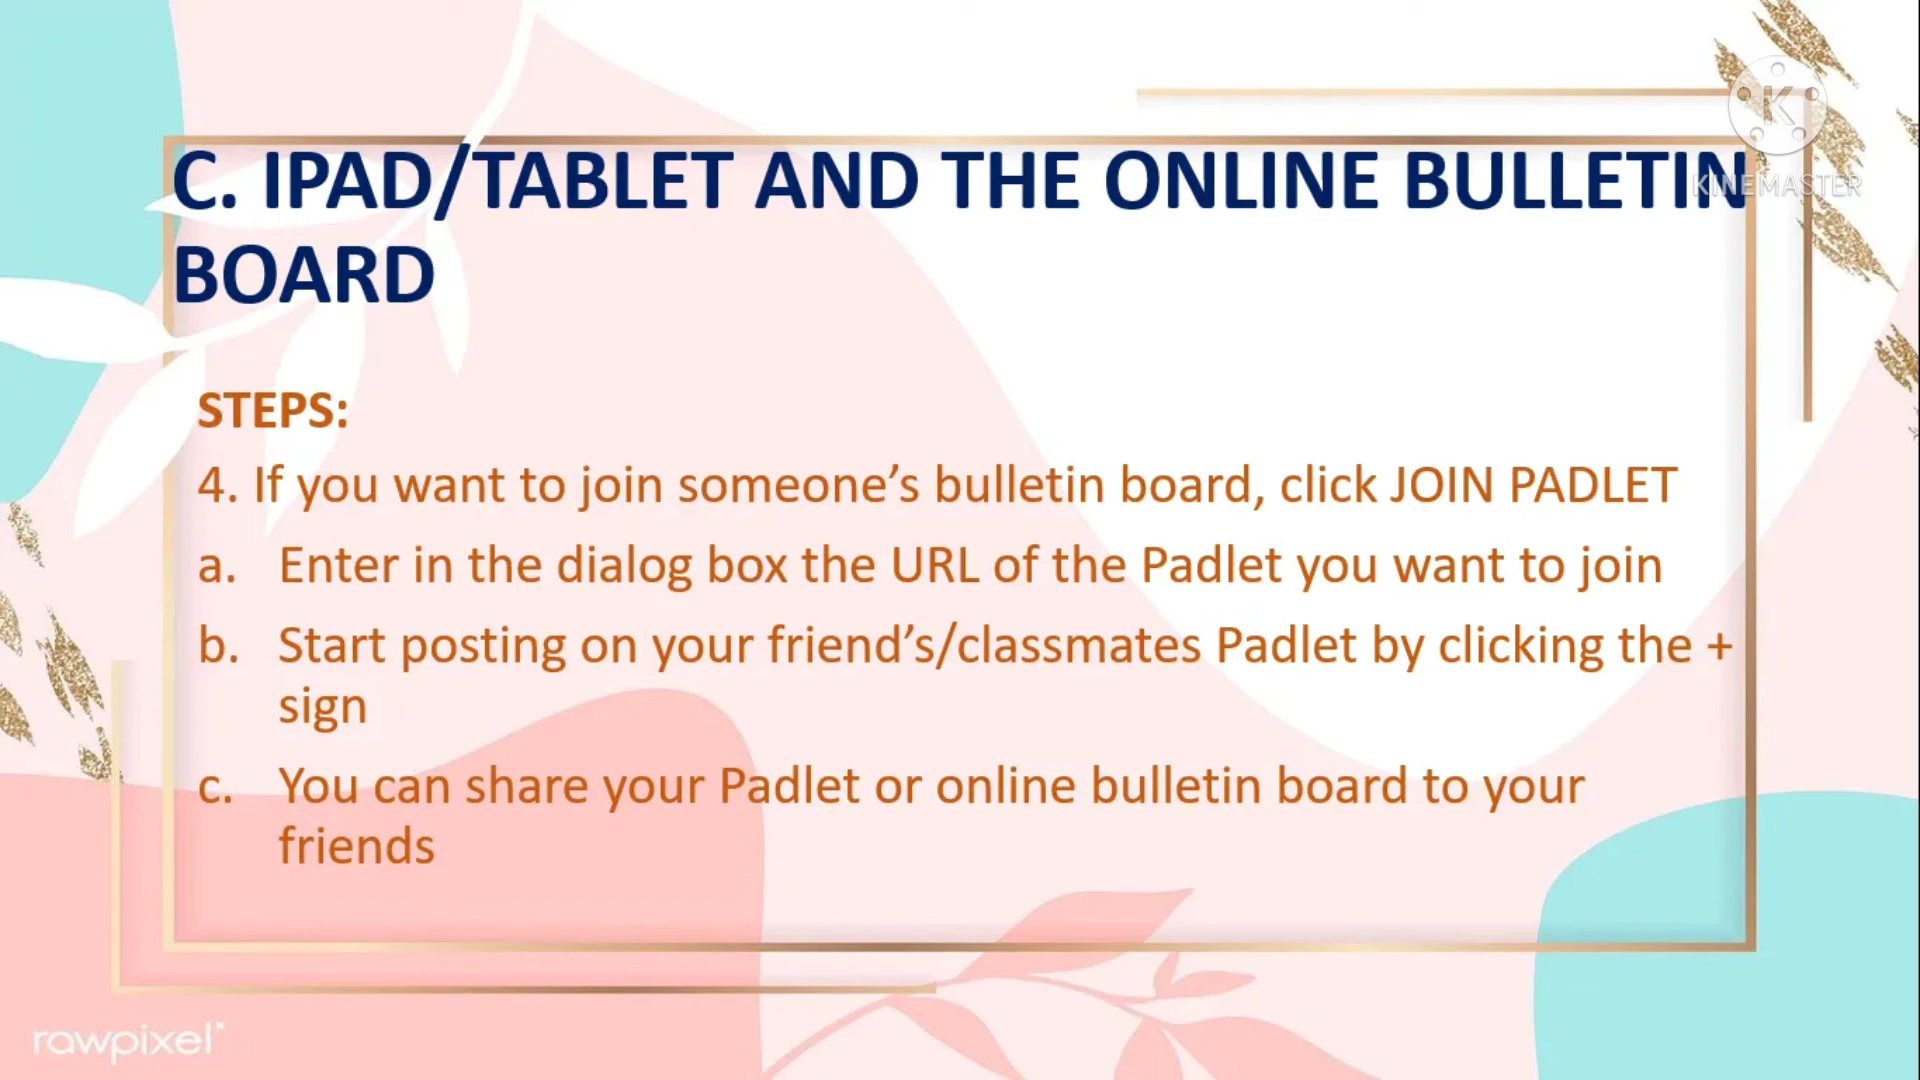 C. IPAD/TABLET AND THE ONLINE BULLETIN
BOARD
K
KINEMASTER
STEPS:
4. If you want to join someone’s bulletin board, click JOIN PADLET
a. Enter in the dialog box the URL of the Padlet you want to join
b. Start posting on your friend’s/classmates Padlet by clicking the +
sign
c. You can share your Padlet or online bulletin board to your
friends
rawpixel